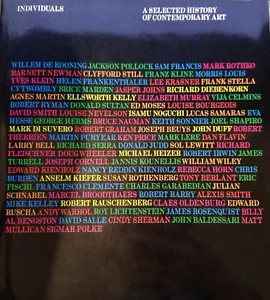 INDIVIDUALS
A SELECTED HISTORY
OF CONTEMPORARY ART
WILLEM DE KOONING JACKSON POLLOCK SAM FRANCIS MARK ROTHKO
BARNETT NEWMAN CLYFFORD STILL FRANZ KLINE MORRIS LOUIS
YVES KLEIN HELEN FRANKENTHALER LEE KRASNER FRANK STELLA
CY TWOMBLY BRICE MARDEN JASPER JOHNS RICHARD DIEBENKORN
AGNES MARTIN ELLSWORTH KELLY ELIZABETH MURRAY VIJA CELMINS
ROBERT RYMAN DONALD SULTAN ED MOSES LOUISE BOURGEOIS
DAVID SMITH LOUISE NEVELSON ISAMU NOGUCHI LUCAS SAMARAS EVA
HESSE GEORGE HERMS BRUCE NAUMAN KEITH SONNIER JOEL SHAPIRO
MARK DI SUVERO ROBERT GRAHAM JOSEPH BEUYS JOHN DUFF ROBERT
THERRIEN MARTIN PURYEAR KEN PRICE MARK LERE DAN FLAVIN
LARRY BELL RICHARD SERRA DONALD JUDD SOL LEWITT RICHARD
FLEISCHNER DOUG WHEELER MICHAEL HEIZER ROBERT IRWIN JAMES
TURRELL JOSEPH CORNELL JANNIS KOUNELLIS WILLIAM WILEY
EDWARD KIENHOLZ NANCY REDDIN KIENHOLZ REBECCA HORN CHRIS
BURDEN ANSELM KIEFER SUSAN ROTHENBERG TONY BERLANT ERIC
FISCHL FRANCESCO CLEMENTE CHARLES GARABEDIAN JULIAN
SCHNABEL MARCEL BROODTHAERS ROBERT BARRY ALEXIS SMITH
MIKE KELLEY ROBERT RAUSCHENBERG CLAES OLDENBURG EDWARD
RUSCHA ANDY WARHOL ROY LICHTENSTEIN JAMES ROSENQUIST BILLY
AL BENGSTON DAVID SALLE CINDY SHERMAN JOHN BALDESSARI MATT
MULLICAN SIGMAR POLKE